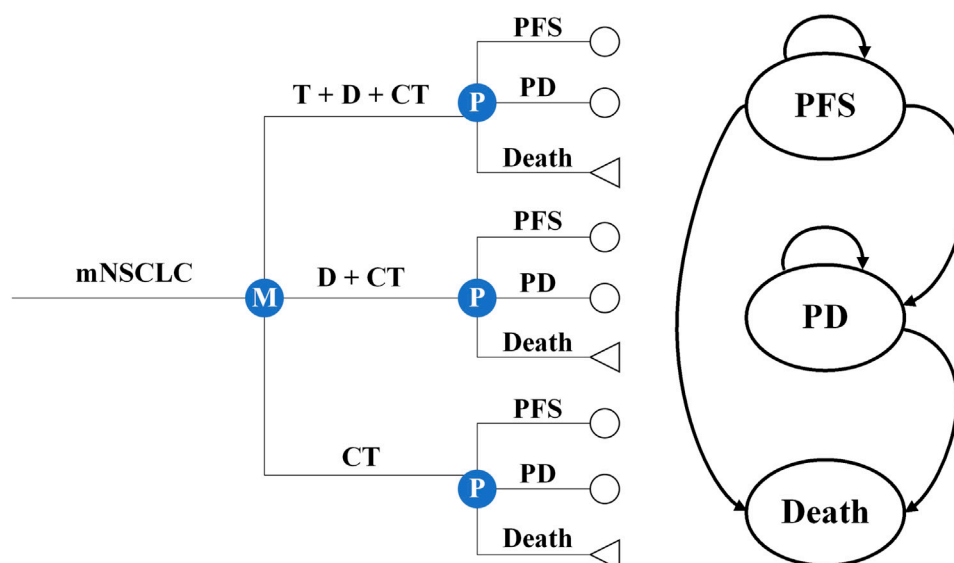 mNSCLC
M
T + D + CT
P
PFS
PD
Death
D + CT
P
PFS
PD
Death
CT
P
PFS
PD
Death
PFS
PD
Death